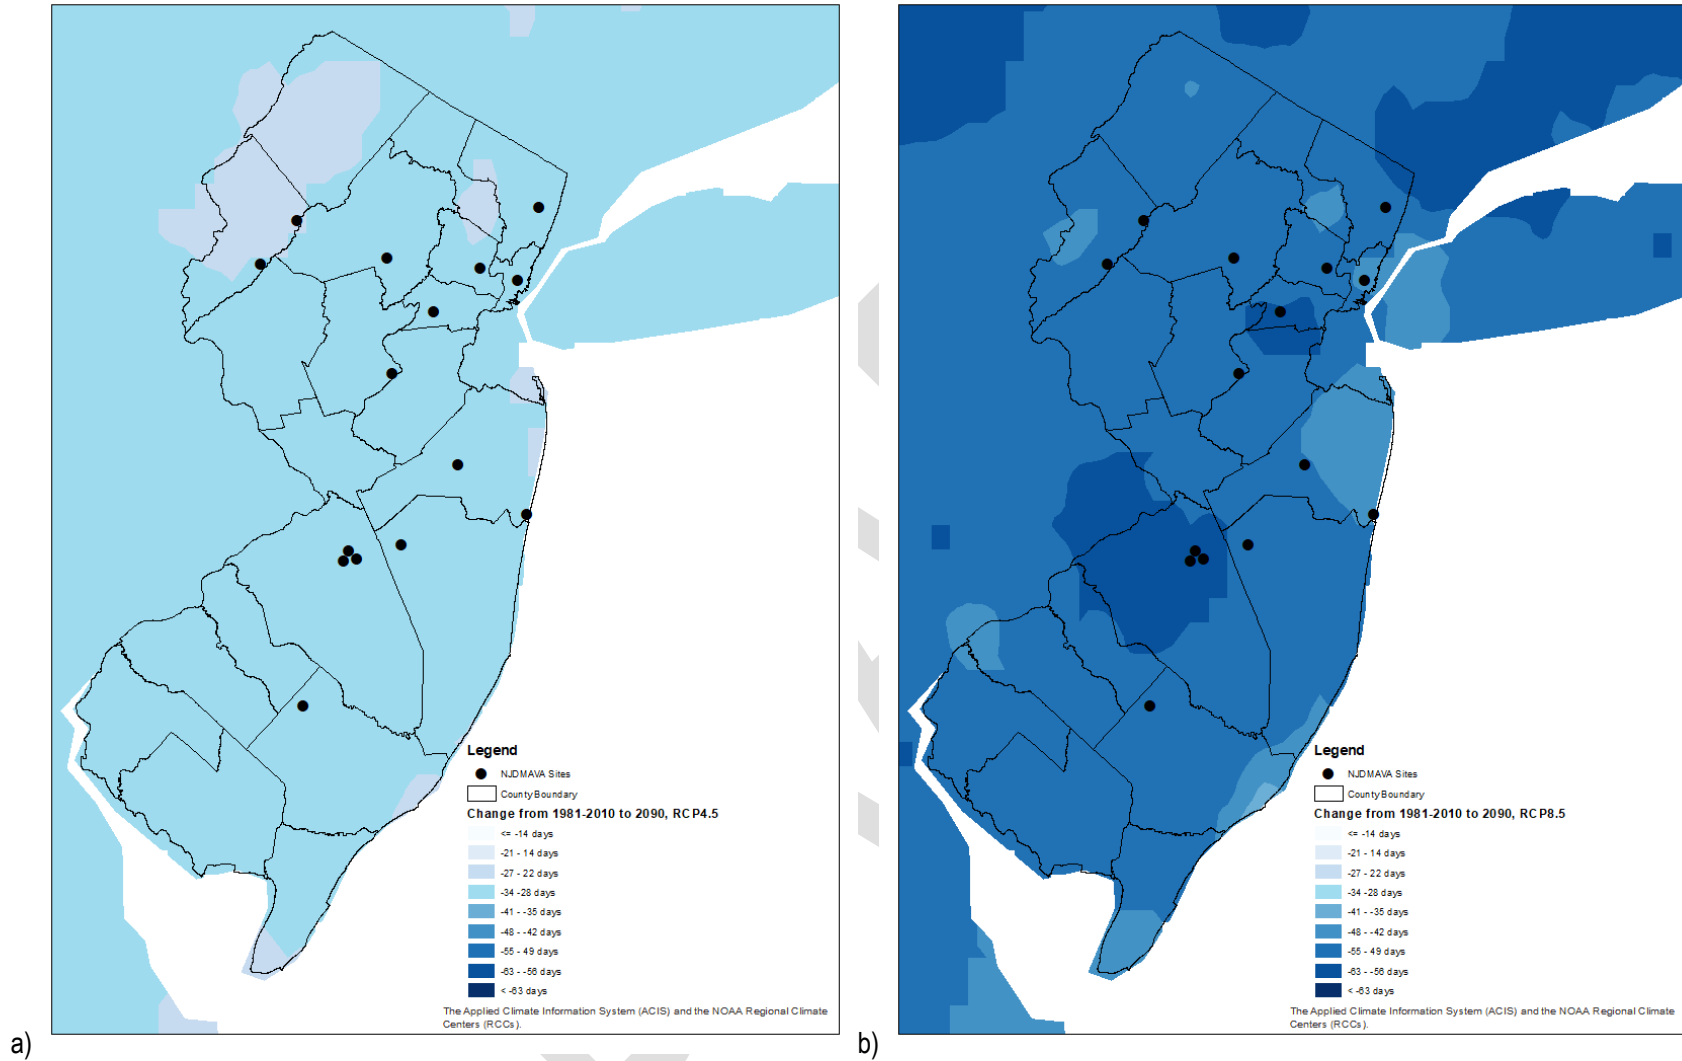 Legend
NJDMAVA Sites
County Boundary
Change from 1981-2010 to 2090, RCP4.5
<= -14 days
-21 - 14 days
-27 - 22 days
-34 - 28 days
-41 - -35 days
-48 - -42 days
-55 - 49 days
-63 - -56 days
< -63 days
The Applied Climate Information System (ACIS) and the NOAA Regional Climate
Centers (RCCs).
a)
Legend
NJDMAVA Sites
County Boundary
Change from 1981-2010 to 2090, RCP8.5
<= -14 days
-21 - 14 days
-27 - 22 days
-34 - 28 days
-41 - -35 days
-48 - -42 days
-55 - 49 days
-63 - -56 days
< -63 days
The Applied Climate Information System (ACIS) and the NOAA Regional Climate
Centers (RCCs).
b)